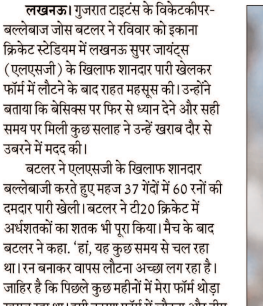 लखनऊ। गुजरात टाइटंस के विकेटकीपर-
बल्लेबाज जोस बटलर ने रविवार को इकाना
क्रिकेट स्टेडियम में लखनऊ सुपर जायंट्स
(एलएसजी) के खिलाफ शानदार पारी खेलकर
फॉर्म में लौटने के बाद राहत महसूस की। उन्होंने
बताया कि बेसिक्स पर फिर से ध्यान देने और सही
समय पर मिली कुछ सलाह ने उन्हें खराब दौर से
उबरने में मदद की।
बटलर ने एलएसजी के खिलाफ शानदार
बल्लेबाजी करते हुए महज 37 गेंदों में 60 रनों की
दमदार पारी खेली। बटलर ने टी20 क्रिकेट में
अर्धशतकों का शतक भी पूरा किया। मैच के बाद
बटलर ने कहा. ‘हां, यह कुछ समय से चल रहा
था। रन बनाकर वापस लौटना अच्छा लग रहा है।
जाहिर है कि पिछले कुछ महीनों में मेरा फॉर्म थोड़ा